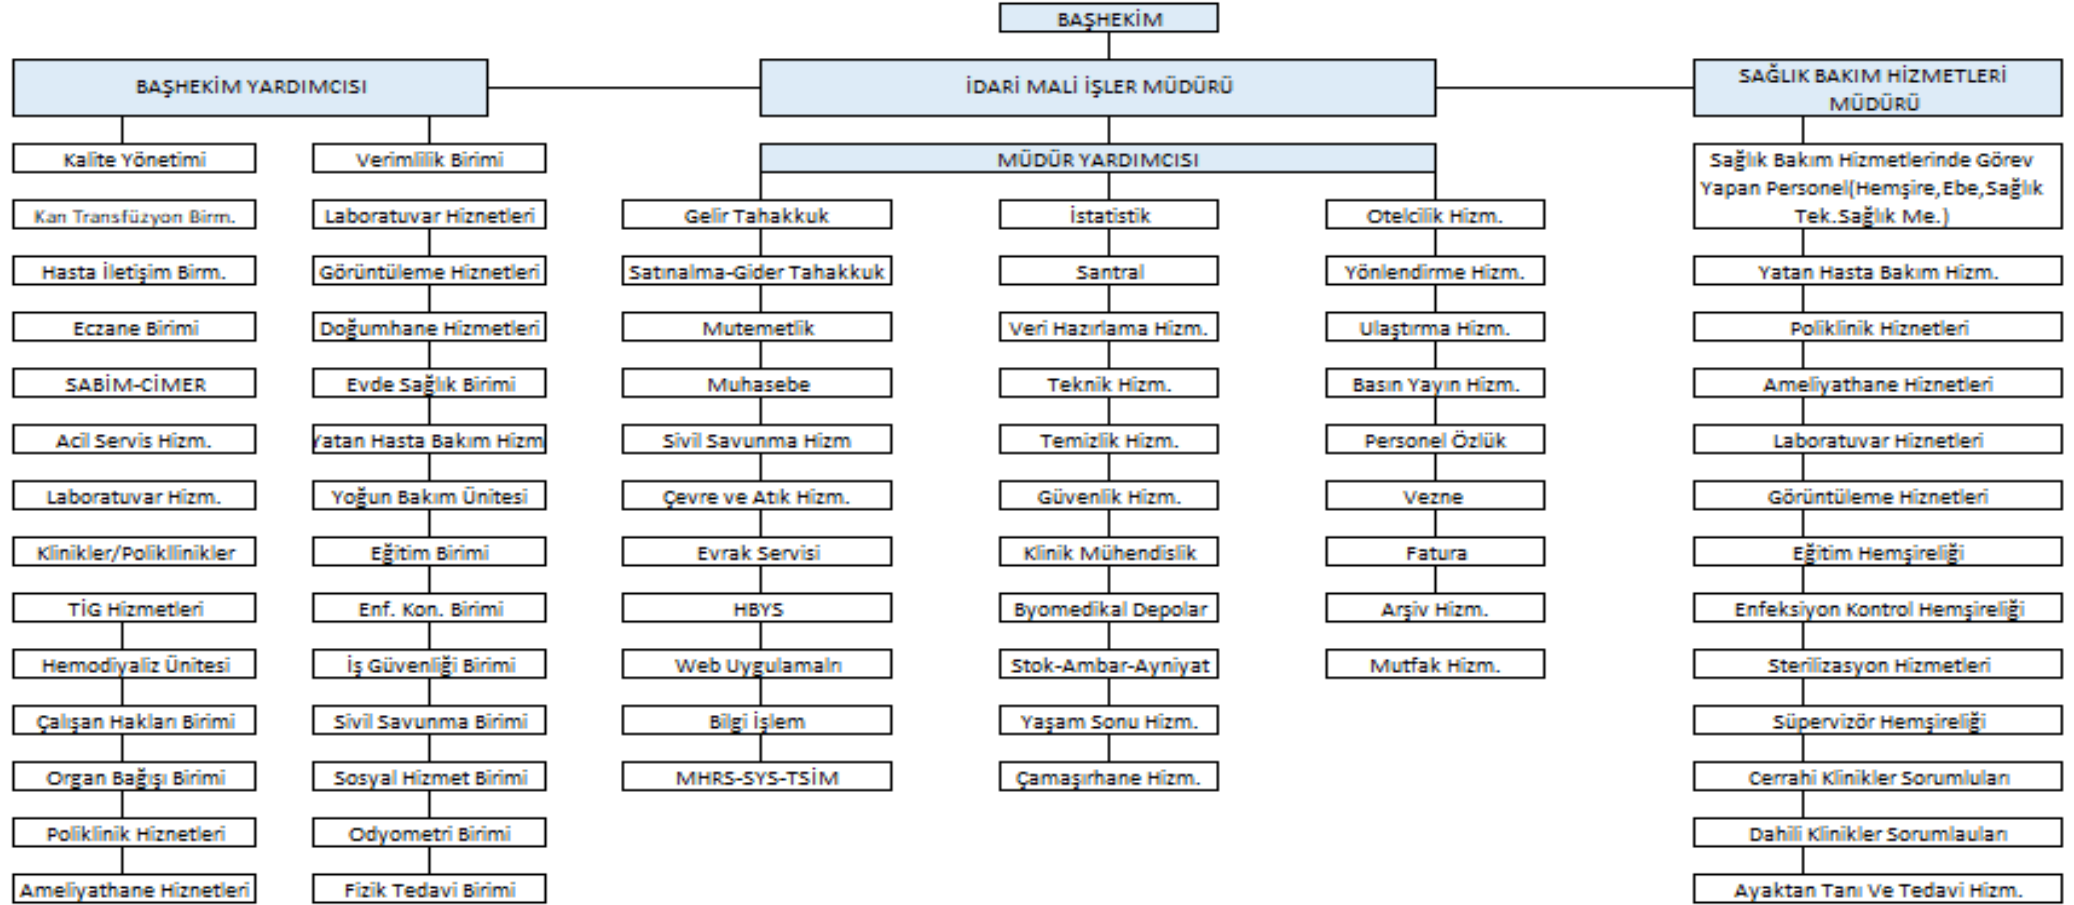 BAŞHEKİM
BAŞHEKİM YARDIMCISI
İDARİ MALİ İŞLER MÜDÜRÜ
SAĞLIK BAKIM HİZMETLERİ
MÜDÜRÜ
Kalite Yönetimi
Kan Transfüzyon Birm.
Hasta İletişim Birm.
Eczane Birimi
SABİM-CİMER
Acil Servis Hizm.
Laboratuvar Hizm.
Klinikler/Polikllinikler
TİG Hizmetleri
Hemodiyaliz Ünitesi
Çalışan Hakları Birimi
Organ Bağışı Birimi
Poliklinik Hiznetleri
Ameliyathane Hiznetleri
Verimlilik Birimi
Laboratuvar Hiznetleri
Görüntüleme Hiznetleri
Doğumhane Hizmetleri
Evde Sağlık Birimi
Yatan Hasta Bakım Hizm
Yoğun Bakım Ünitesi
Eğitim Birimi
Enf. Kon. Birimi
İş Güvenliği Birimi
Sivil Savunma Birimi
Sosyal Hizmet Birimi
Odyometri Birimi
Fizik Tedavi Birimi
MÜDÜR YARDIMCISI
Gelir Tahakkuk
Satınalma-Gider Tahakkuk
Mutemetlik
Muhasebe
Sivil Savunma Hizm
Çevre ve Atık Hizm.
Evrak Servisi
HBYS
Web Uygulamalrı
Bilgi İşlem
MHRS-SYS-TSİM
İstatistik
Santral
Veri Hazırlama Hizm.
Teknik Hizm.
Temizlik Hizm.
Güvenlik Hizm.
Klinik Mühendislik
Byomedikal Depolar
Stok-Ambar-Ayniyat
Yaşam Sonu Hizm.
Çamaşırhane Hizm.
Otelcilik Hizm.
Yönlendirme Hizm.
Ulaştırma Hizm.
Basın Yayın Hizm.
Personel Özlük
Vezne
Fatura
Arşiv Hizm.
Mutfak Hizm.
Sağlık Bakım Hizmetlerinde Görev
Yapan Personel(Hemşire,Ebe,Sağlık
Tek.Sağlık Me.)
Yatan Hasta Bakım Hizm.
Poliklinik Hiznetleri
Ameliyathane Hiznetleri
Laboratuvar Hiznetleri
Görüntüleme Hiznetleri
Eğitim Hemşireliği
Enfeksiyon Kontrol Hemşireliği
Sterilizasyon Hizmetleri
Süpervizör Hemşireliği
Cerrahi Klinikler Sorumluları
Dahili Klinikler Sorumlauları
Ayaktan Tanı Ve Tedavi Hizm.